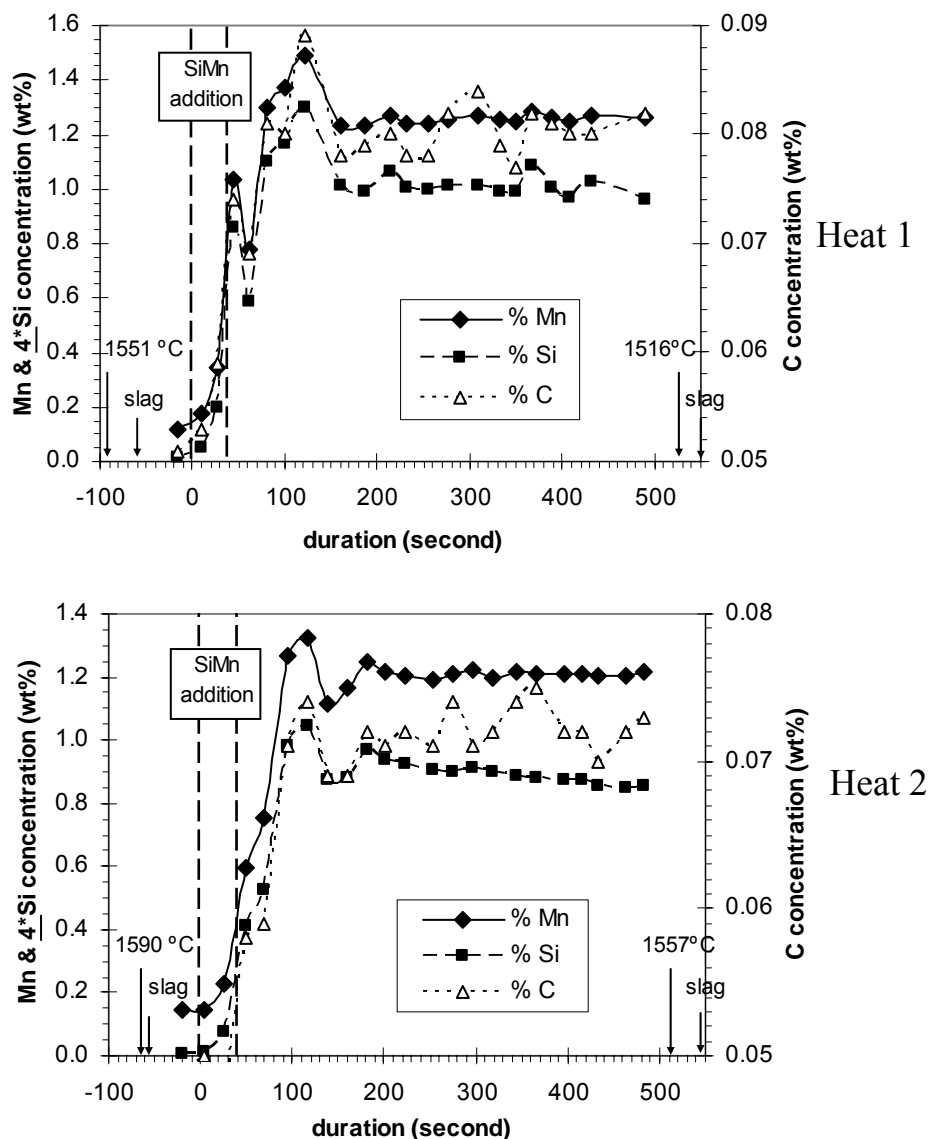 1.6
1.4
1.2
1.0
0.8
0.6
0.4
0.2
0.0
Mn & 4*Si concentration (wt%)
SiMn
addition
1551 ºC
slag
% Mn
% Si
% C
1516ºC
slag
0.09
0.08
0.07
0.06
0.05
C concentration (wt%)
Heat 1
-100 0 100 200 300 400 500
duration (second)
1.4
1.2
1.0
0.8
0.6
0.4
0.2
0.0
Mn & 4*Si concentration (wt%)
SiMn
addition
1590 ºC
slag
% Mn
% Si
% C
1557ºC
slag
0.08
0.07
0.06
0.05
C concentration (wt%)
Heat 2
-100 0 100 200 300 400 500
duration (second)